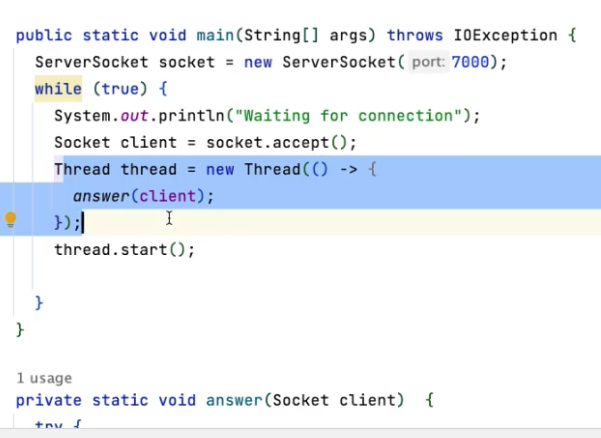 public static void main(String[] args) throws IOException {
ServerSocket socket = new ServerSocket( port: 7000);
while (true) {
System.out.println("Waiting for connection");
Socket client = socket.accept();
Thread thread = new Thread(() -> {
answer(client);
});
thread.start();
}
}
1 usage
private static void answer(Socket client) {
try {